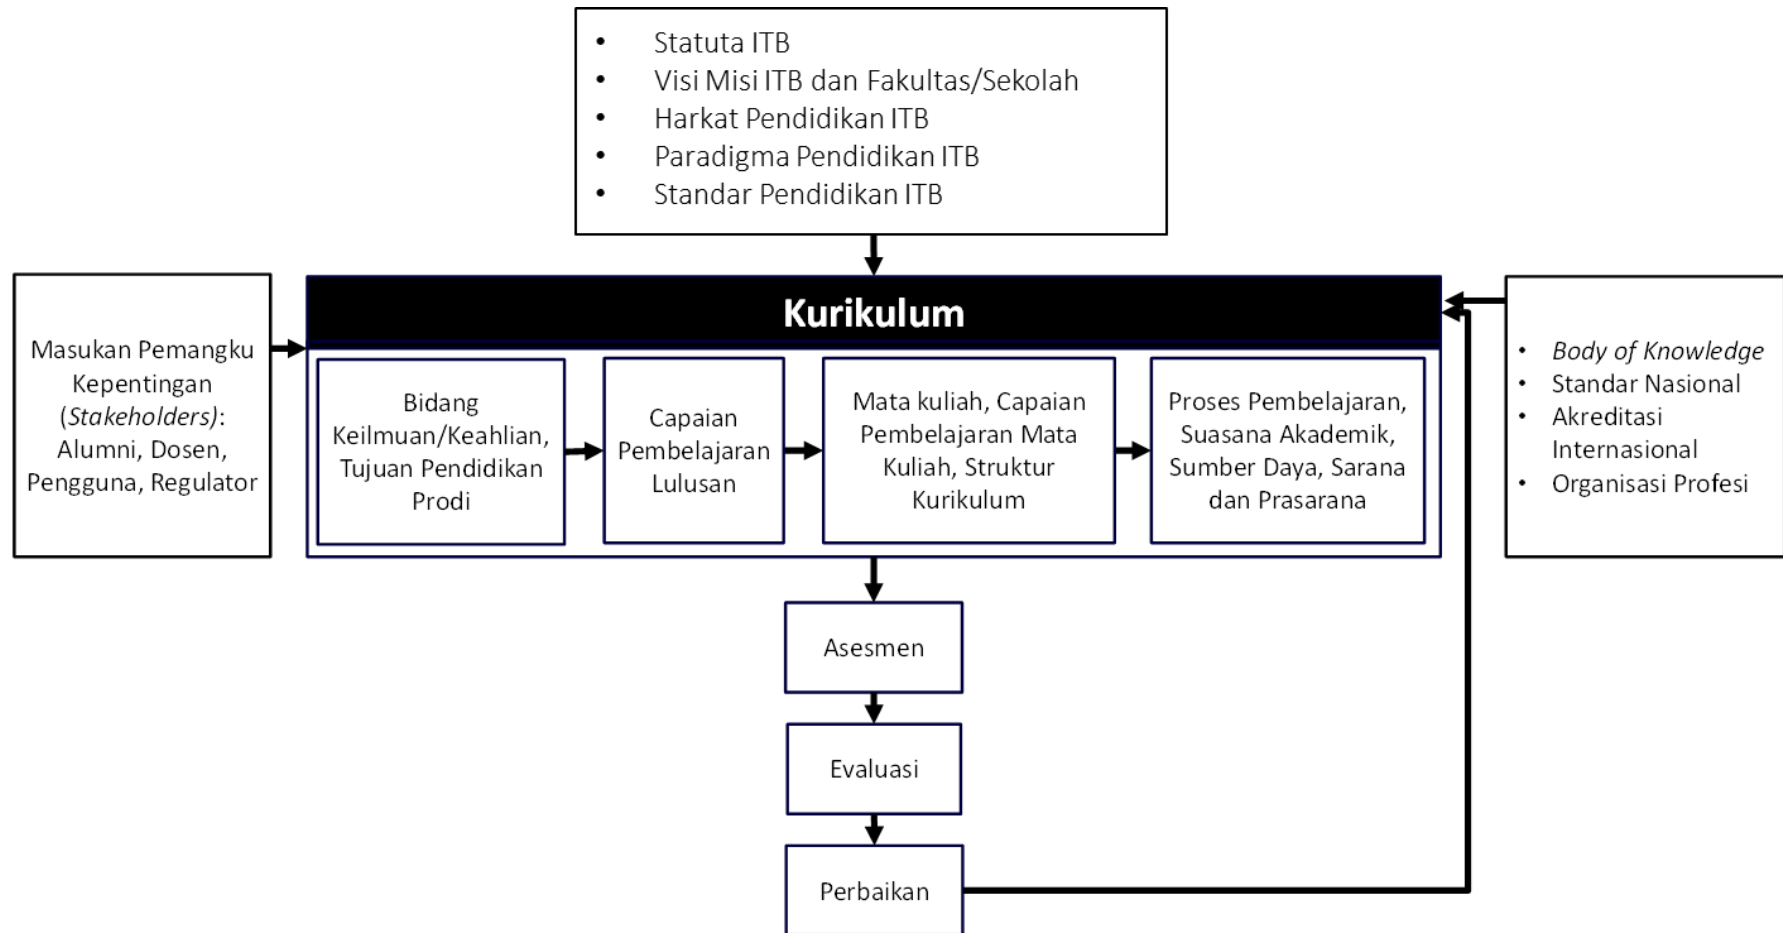 • Statuta ITB
• Visi Misi ITB dan Fakultas/Sekolah
• Harkat Pendidikan ITB
• Paradigma Pendidikan ITB
• Standar Pendidikan ITB
Masukan Pemangku
Kepentingan
(Stakeholders):
Alumni, Dosen,
Pengguna, Regulator
Kurikulum
Bidang
Keilmuan/Keahlian,
Tujuan Pendidikan
Prodi
Capaian
Pembelajaran
Lulusan
Mata kuliah, Capaian
Pembelajaran Mata
Kuliah, Struktur
Kurikulum
Proses Pembelajaran,
Suasana Akademik,
Sumber Daya, Sarana
dan Prasarana
• Body of Knowledge
• Standar Nasional
• Akreditasi
Internasional
• Organisasi Profesi
Asesmen
Evaluasi
Perbaikan